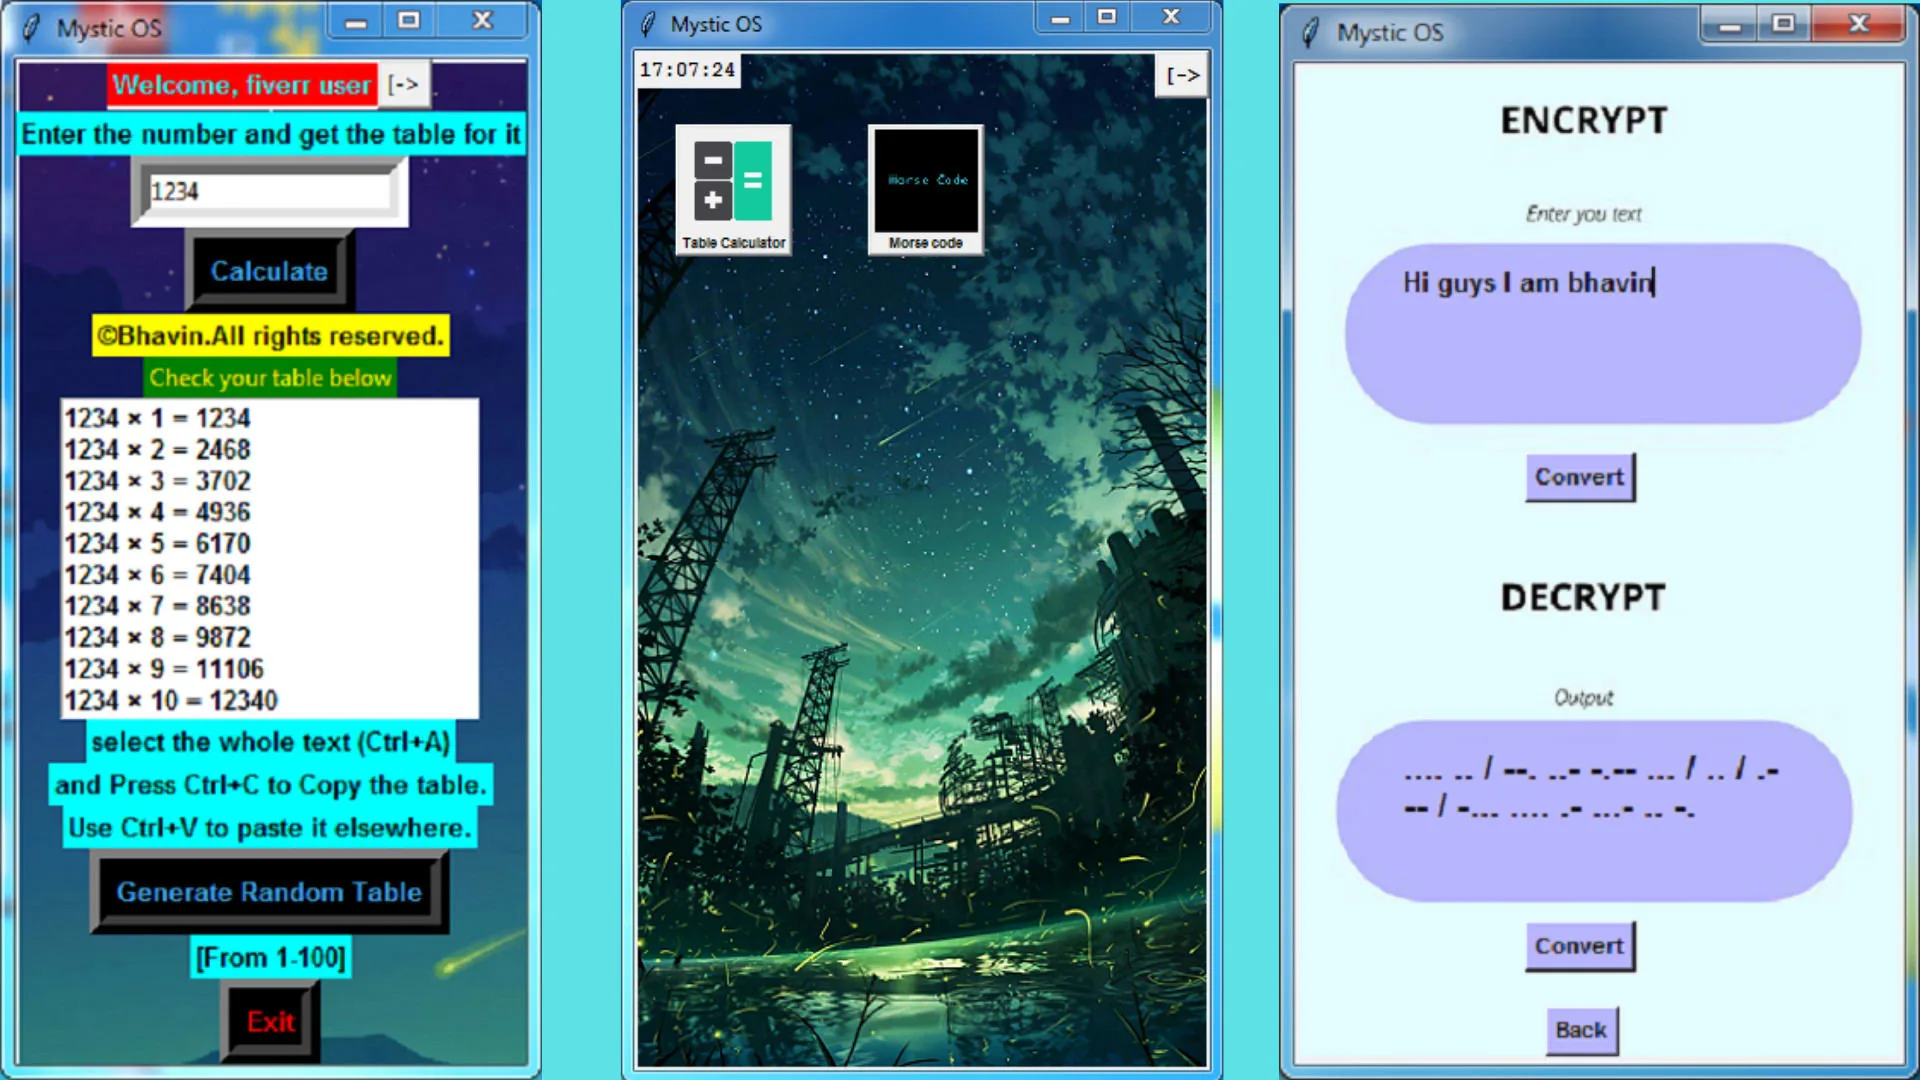 Mystic OS
Welcome, fiverr user
[->
Enter the number and get the table for it
1234
Calculate
©Bhavin.All rights reserved.
Check your table below
1234 × 1 = 1234
1234 × 2 = 2468
1234 × 3 = 3702
1234 × 4 = 4936
1234 × 5 = 6170
1234 × 6 = 7404
1234 × 7 = 8638
1234 × 8 = 9872
1234 × 9 = 11106
1234 × 10 = 12340
select the whole text (Ctrl+A)
and Press Ctrl+C to Copy the table.
Use Ctrl+V to paste it elsewhere.
Generate Random Table
[From 1-100]
Exit
Mystic OS
17:07:24
[->
Morse Code
Table Calculator
Morse code
Mystic OS
ENCRYPT
Enter you text
Hi guys I am bhavin
Convert
DECRYPT
Output
.... .. / --. ..- -.-- ... / .. / .-
-- / -... .... .- ...- .. -.
Convert
Back